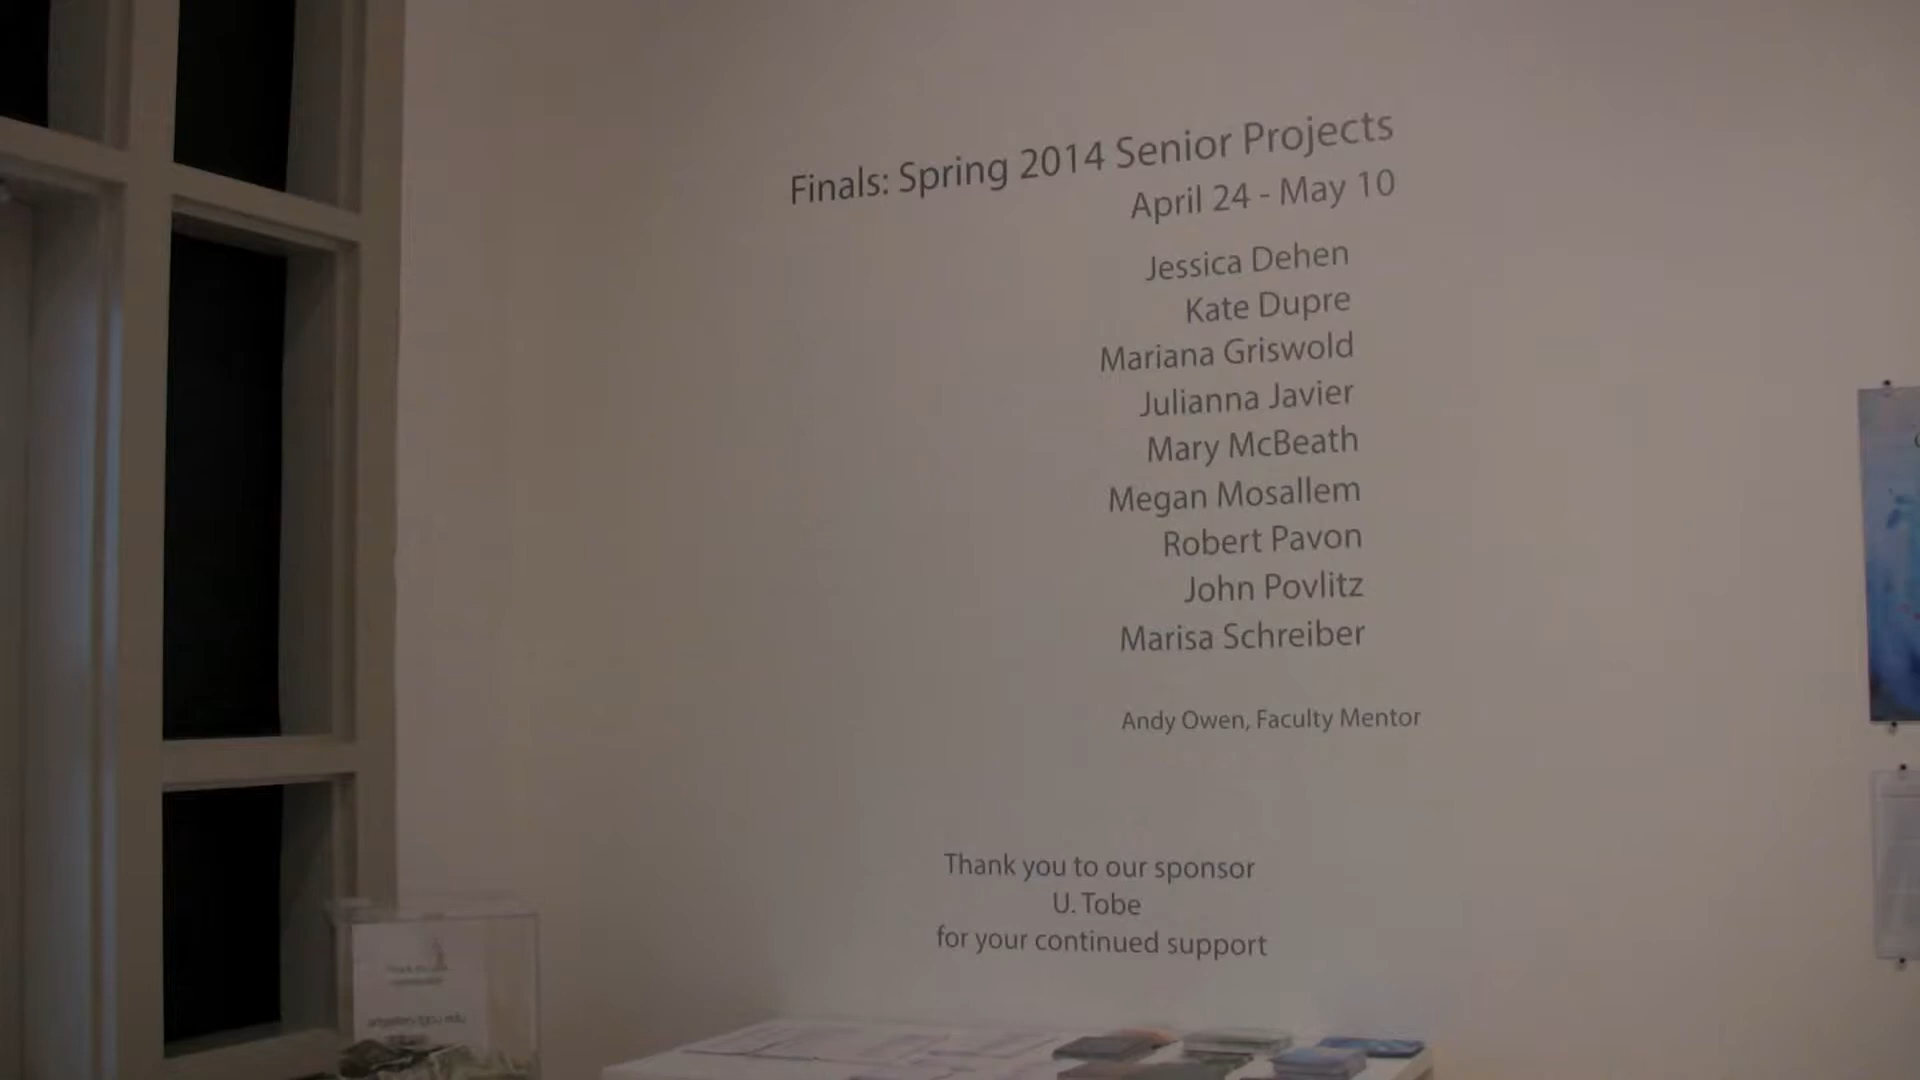 Finals: Spring 2014 Senior Projects
April 24 - May 10
Jessica Dehen
Kate Dupre
Mariana Griswold
Julianna Javier
Mary McBeath
Megan Mosallem
Robert Pavon
John Povlitz
Marisa Schreiber
Andy Owen, Faculty Mentor
Thank you to our sponsor
U. Tobe
for your continued support